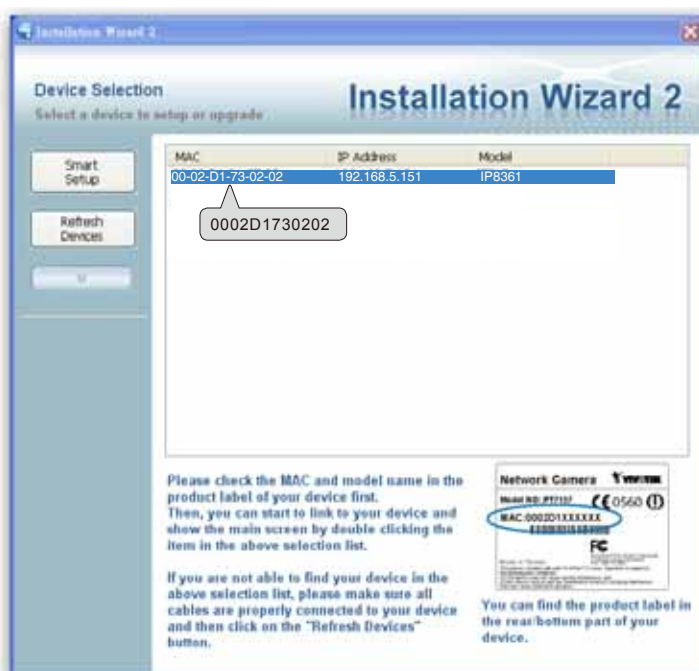 Installation Wizard 2
Device Selection
Select a device to setup or upgrade
Installation Wizard 2
Smart
Setup
Refresh
Devices
MAC IP Address Model
00-02-D1-73-02-02 192.168.5.151 IP8361
0002D1730202
Please check the MAC and model name in the
product label of your device first.
Then, you can start to link to your device and
show the main screen by double clicking the
item in the above selection list.
If you are not able to find your device in the
above selection list, please make sure all
cables are properly connected to your device
and then click on the "Refresh Devices"
button.
Network Camera VIVOTEK
0560
MAC:0002D1XXXXXX
FC
You can find the product label in
the rear/bottom part of your
device.